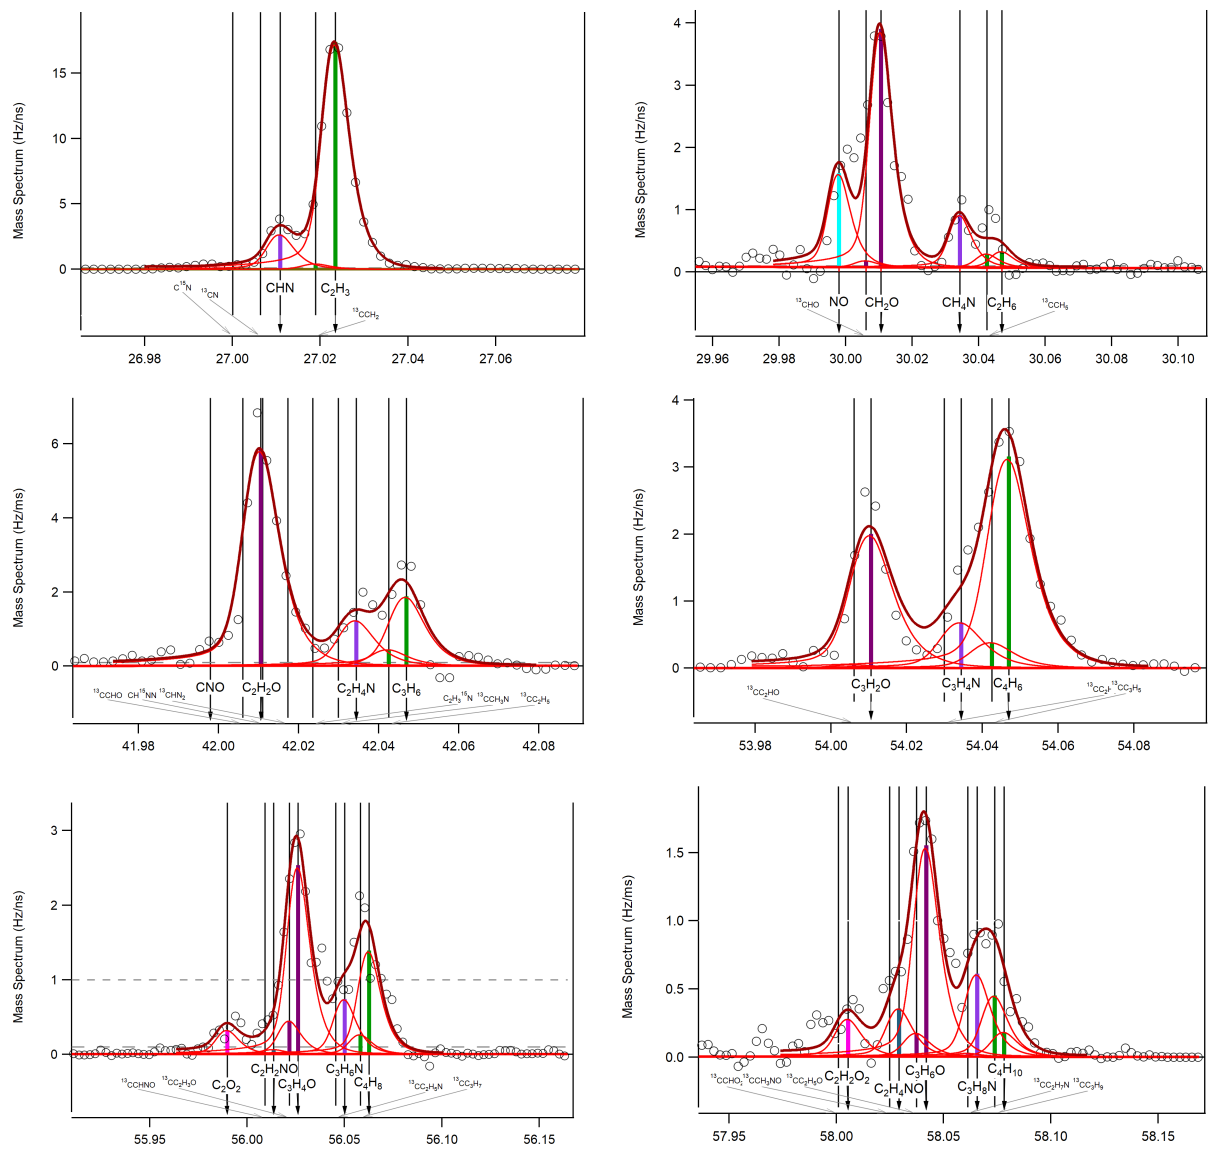 Mass Spectrum (Hz/ns)
15
10
5
0
C¹⁵N ¹³CN CHN C₂H₃ ¹³CCH₂
26.98 27.00 27.02 27.04 27.06
Mass Spectrum (Hz/ns)
4
3
2
1
0
¹³CHO NO CH₂O CH₄N C₂H₆ ¹³CCH₅
29.96 29.98 30.00 30.02 30.04 30.06 30.08 30.10
Mass Spectrum (Hz/ms)
6
4
2
0
CNO C₂H₂O C₂H₄N C₃H₆
¹³CCHO CH¹⁵NN ¹³CHN₂ C₂H₃¹⁵N ¹³CCH₃N ¹³CC₂H₅
41.98 42.00 42.02 42.04 42.06 42.08
Mass Spectrum (Hz/ns)
4
3
2
1
0
¹³CC₂HO C₃H₂O C₃H₄N C₄H₆ ¹³CC₃H₅
53.98 54.00 54.02 54.04 54.06 54.08
Mass Spectrum (Hz/ns)
3
2
1
0
C₂H₂NO C₃H₆N
¹³CCHNO ¹³CC₂H₃O C₂O₂ C₃H₄O C₄H₈ ¹³CC₂H₅N ¹³CC₃H₇
55.95 56.00 56.05 56.10 56.15
Mass Spectrum (Hz/ms)
1.5
1.0
0.5
0.0
C₂H₂O₂ C₃H₆O C₄H₁₀
¹³CCHO₂ ¹³CCH₃NO ¹³CC₂H₅O C₂H₄NO C₃H₈N ¹³CC₂H₇N ¹³CC₃H₉
57.95 58.00 58.05 58.10 58.15